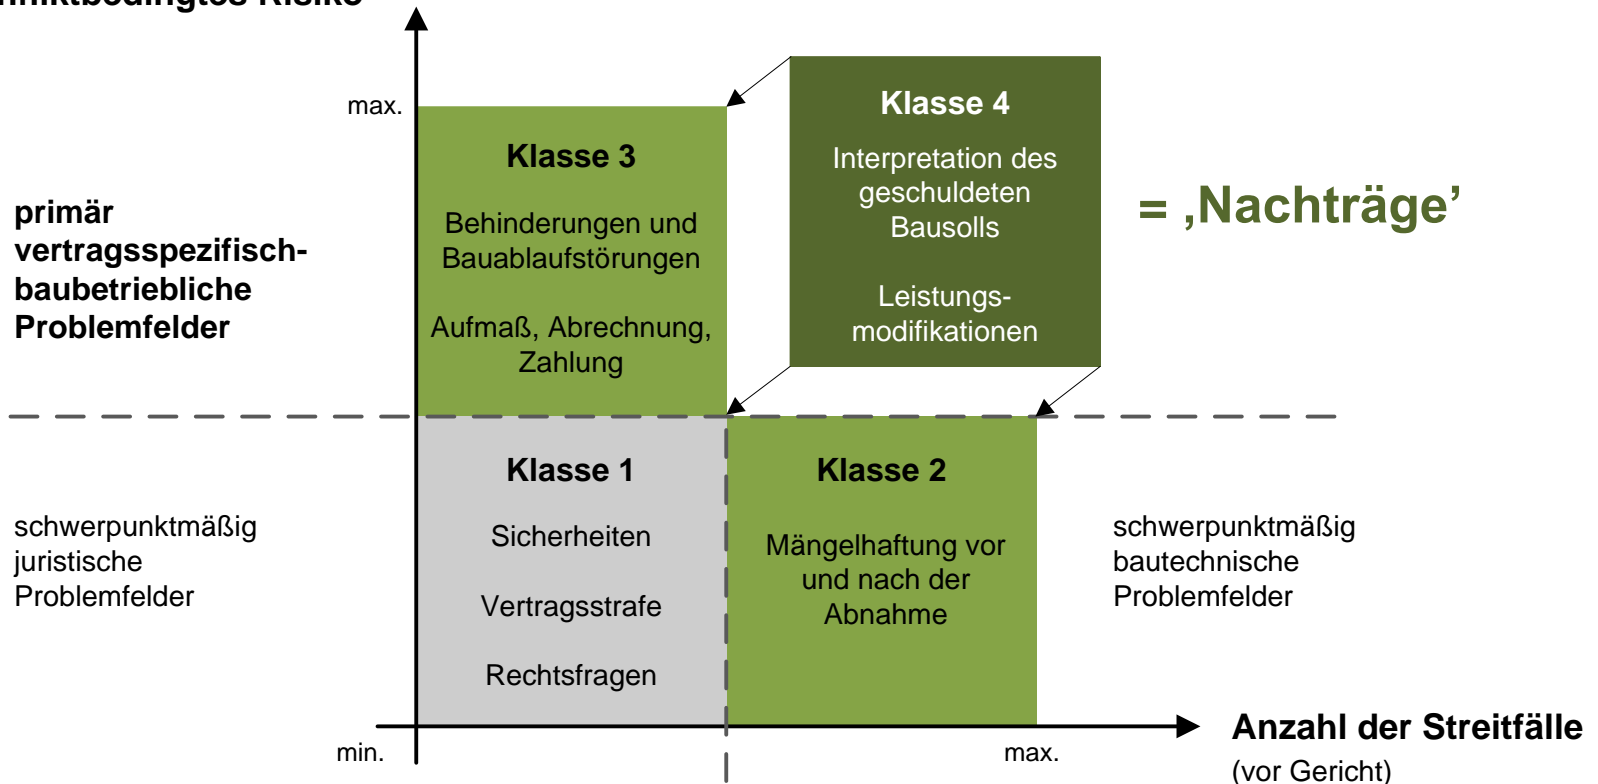 Risiko
max.
Klasse 3
Behinderungen und
Bauablaufstörungen
Aufmaß, Abrechnung,
Zahlung
Klasse 4
Interpretation des
geschuldeten
Bausolls
Leistungs-
modifikationen
= ‚Nachträge’
primär
vertragsspezifisch-
baubetriebliche
Problemfelder
schwerpunktmäßig
juristische
Problemfelder
Klasse 1
Sicherheiten
Vertragsstrafe
Rechtsfragen
Klasse 2
Mängelhaftung vor
und nach der
Abnahme
schwerpunktmäßig
bautechnische
Problemfelder
min.
max.
Anzahl der Streitfälle
(vor Gericht)